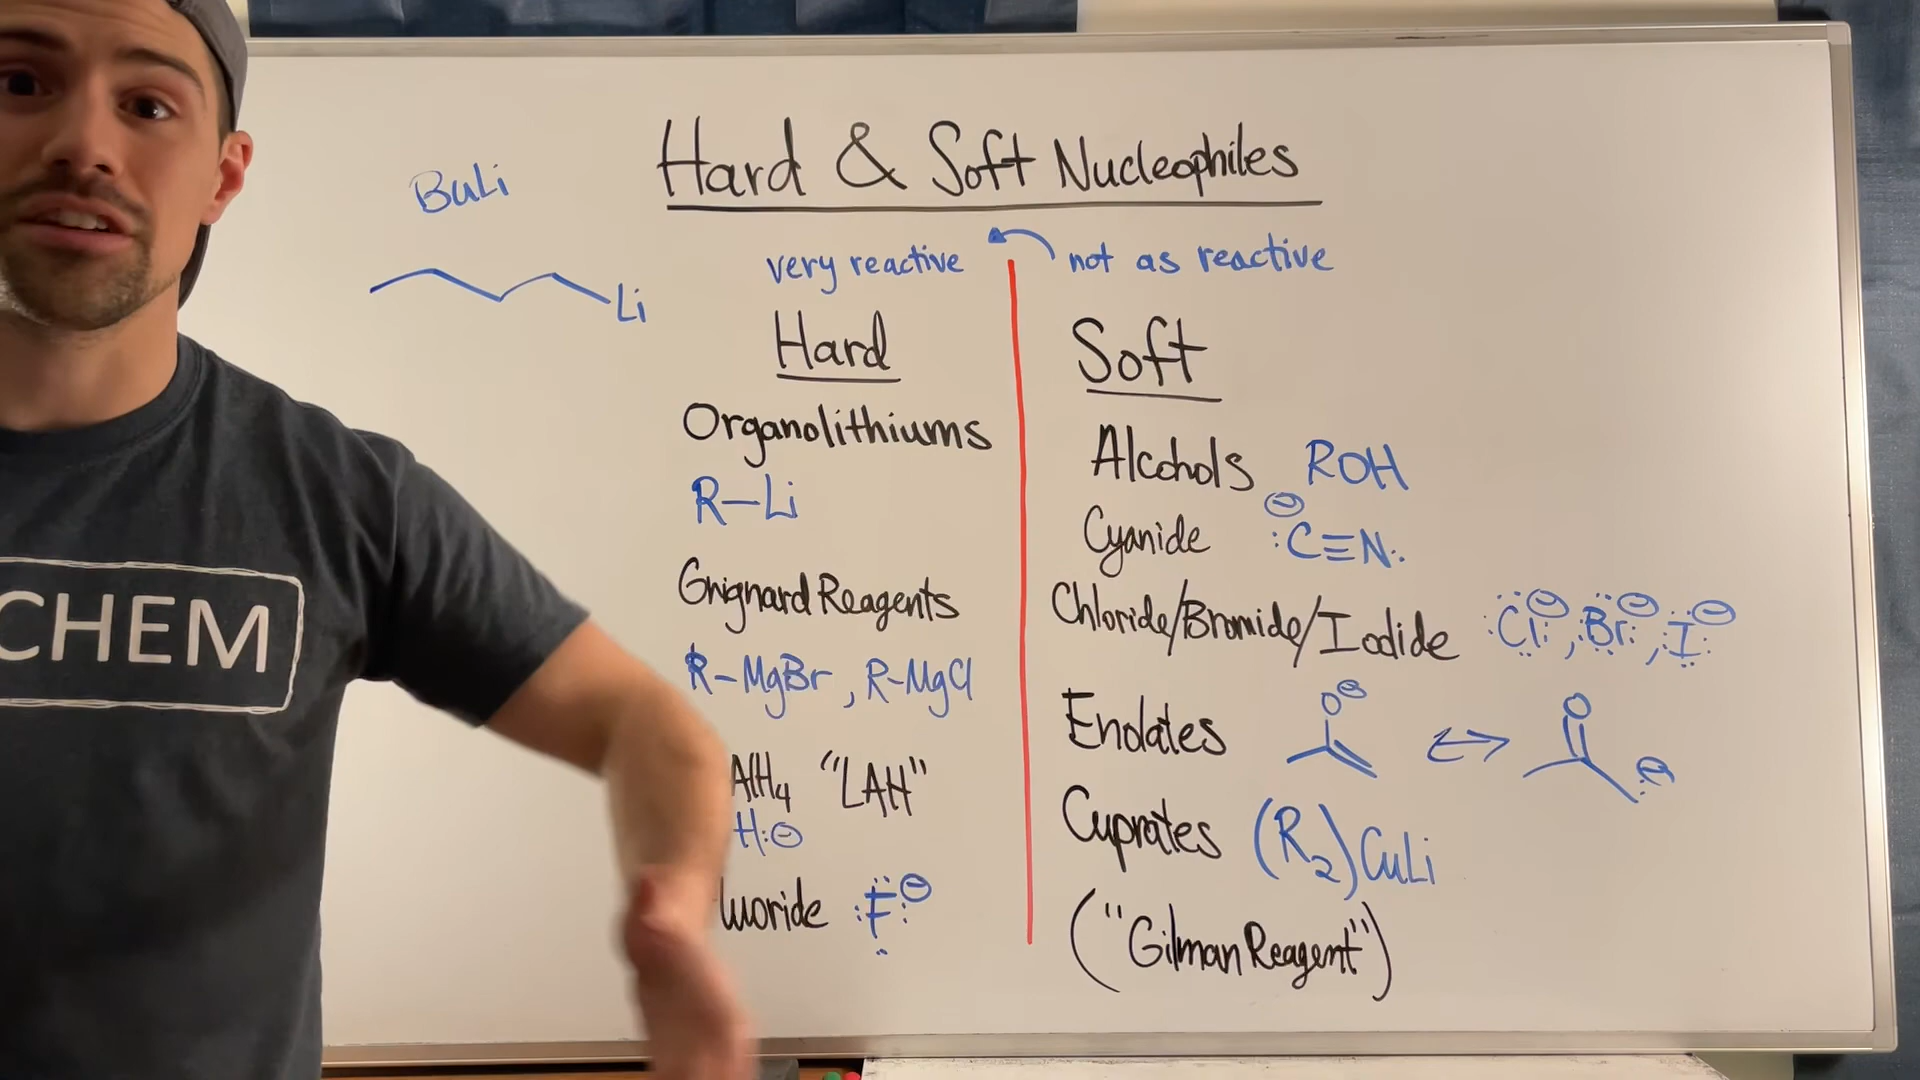 Hard & Soft Nucleophiles
BuLi
Li
very reactive
not as reactive
Hard
Organolithiums
R-Li
Grignard Reagents
R-MgBr, R-MgCl
AlH4 "LAH"
H:⊖
Fluoride :F:⊖
Soft
Alcohols ROH
Cyanide ⊖:C≡N:
Chloride/Bromide/Iodide Cl⊖, Br⊖, I⊖
Enolates O⊖ ↔ O ⊖
Cuprates (R2)CuLi
("Gilman Reagent")
CHEM